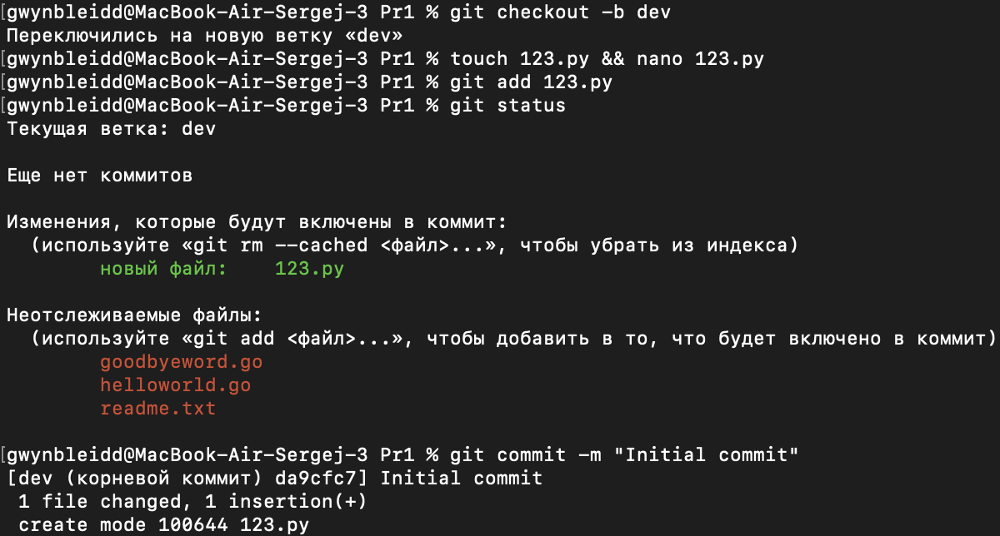 [gwynbleidd@MacBook-Air-Sergej-3 Pr1 % git checkout -b dev
Переключились на новую ветку «dev»
[gwynbleidd@MacBook-Air-Sergej-3 Pr1 % touch 123.py && nano 123.py
[gwynbleidd@MacBook-Air-Sergej-3 Pr1 % git add 123.py
[gwynbleidd@MacBook-Air-Sergej-3 Pr1 % git status
Текущая ветка: dev
Еще нет коммитов
Изменения, которые будут включены в коммит:
(используйте «git rm --cached <файл>...», чтобы убрать из индекса)
новый файл:    123.py
Неотслеживаемые файлы:
(используйте «git add <файл>...», чтобы добавить в то, что будет включено в коммит)
goodbyeword.go
helloworld.go
readme.txt
[gwynbleidd@MacBook-Air-Sergej-3 Pr1 % git commit -m "Initial commit"
[dev (корневой коммит) da9cfc7] Initial commit
1 file changed, 1 insertion(+)
create mode 100644 123.py